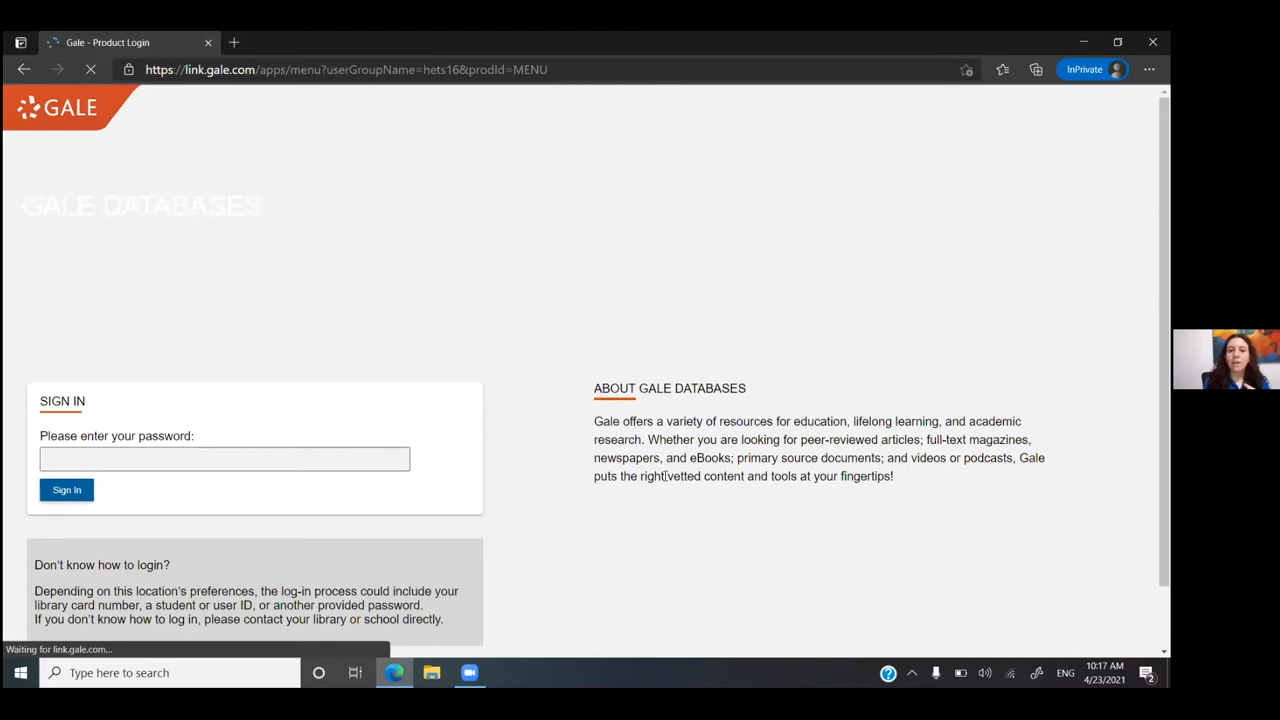 Gale - Product Login
https://link.gale.com/apps/menu?userGroupName=hets16&prodId=MENU
InPrivate
GALE
GALE DATABASES
SIGN IN
Please enter your password:
Sign In
Don't know how to login?
Depending on this location's preferences, the log-in process could include your
library card number, a student or user ID, or another provided password.
If you don't know how to log in, please contact your library or school directly.
ABOUT GALE DATABASES
Gale offers a variety of resources for education, lifelong learning, and academic
research. Whether you are looking for peer-reviewed articles; full-text magazines,
newspapers, and eBooks; primary source documents; and videos or podcasts, Gale
puts the right vetted content and tools at your fingertips!
Waiting for link.gale.com...
Type here to search
ENG
10:17 AM
4/23/2021
2